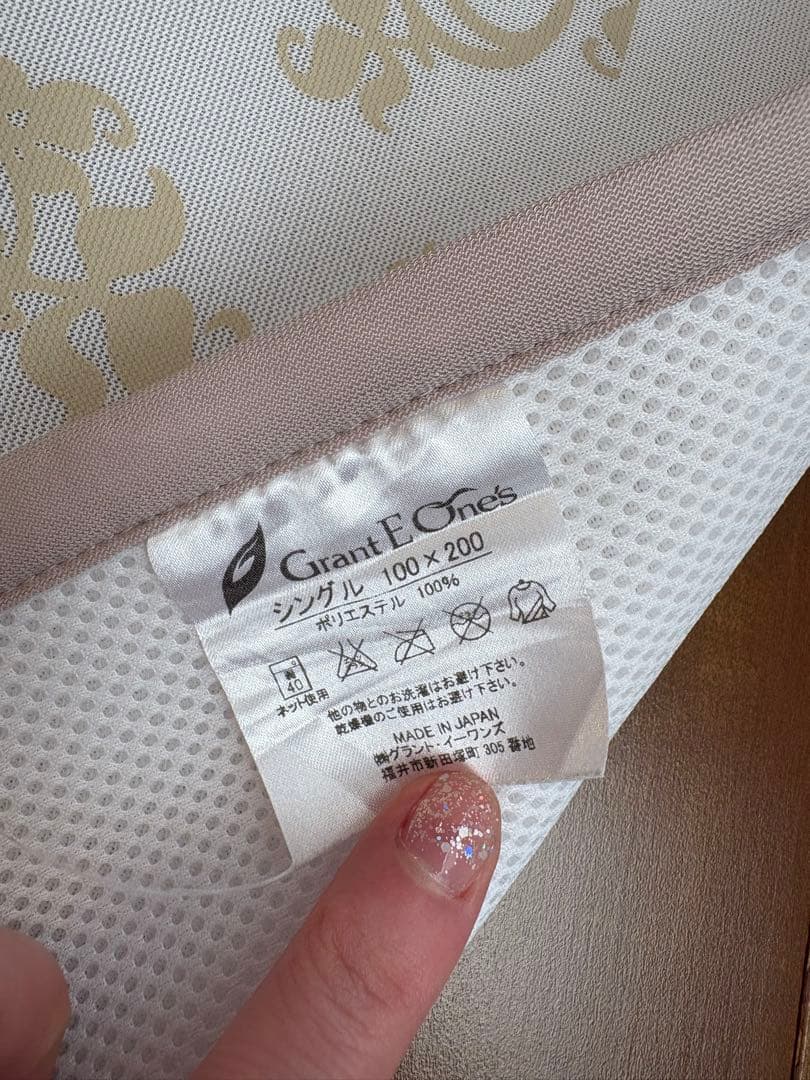 Grant E One's
シングル 100×200
ポリエステル 100%
弱
40
ネット使用
他の物とのお洗濯はお避け下さい。
乾燥機のご使用はお避け下さい。
MADE IN JAPAN
㈱グラント・イーワンズ
福井市新田塚町 305 番地